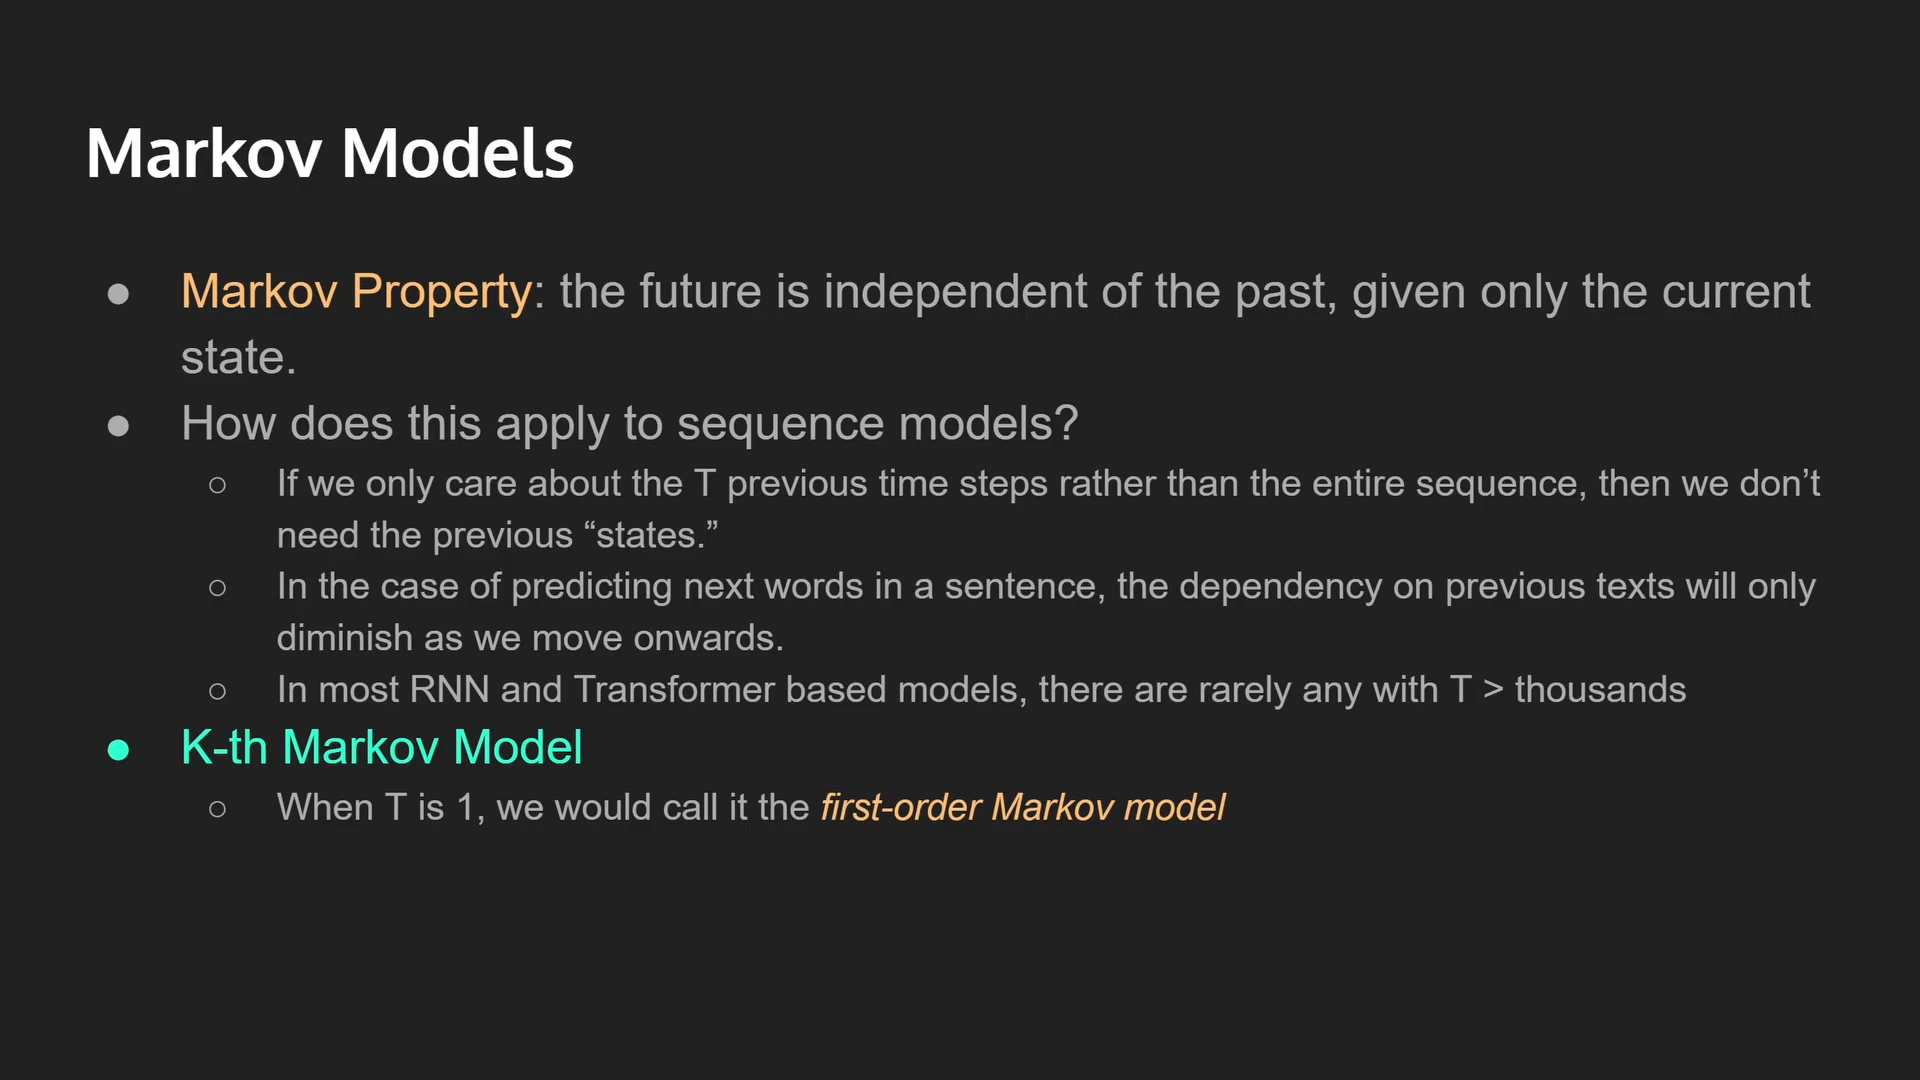 Markov Models
● Markov Property: the future is independent of the past, given only the current
state.
● How does this apply to sequence models?
○ If we only care about the T previous time steps rather than the entire sequence, then we don’t
need the previous “states.”
○ In the case of predicting next words in a sentence, the dependency on previous texts will only
diminish as we move onwards.
○ In most RNN and Transformer based models, there are rarely any with T > thousands
● K-th Markov Model
○ When T is 1, we would call it the first-order Markov model